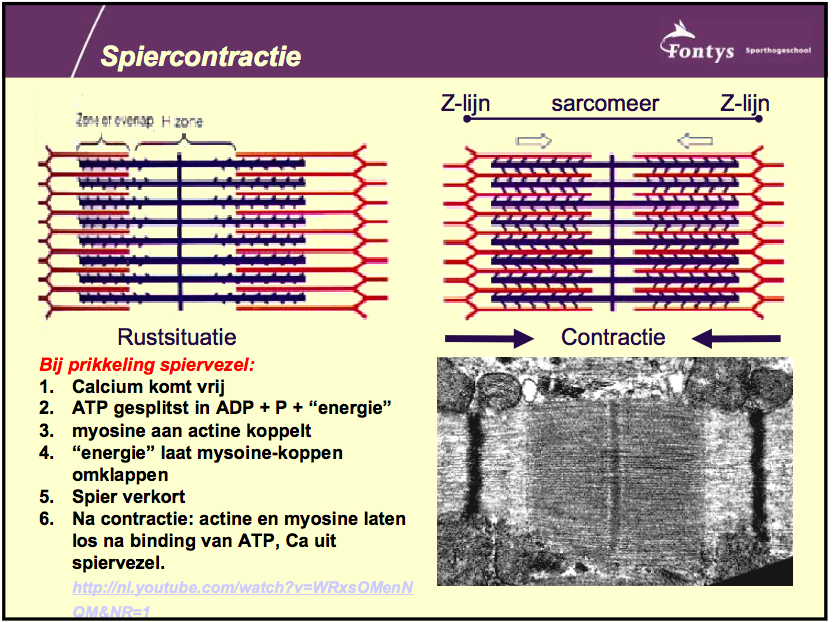 Spiercontractie
Fontys Sporthogeschool
Z-lijn sarcomeer Z-lijn
Zone of overlap H zone
Rustsituatie
Contractie
Bij prikkeling spiervezel:
1. Calcium komt vrij
2. ATP gesplitst in ADP + P + “energie”
3. myosine aan actine koppelt
4. “energie” laat mysoine-koppen
omklappen
5. Spier verkort
6. Na contractie: actine en myosine laten
los na binding van ATP, Ca uit
spiervezel.
http://nl.youtube.com/watch?v=WRxsOMenN
QM&NR=1